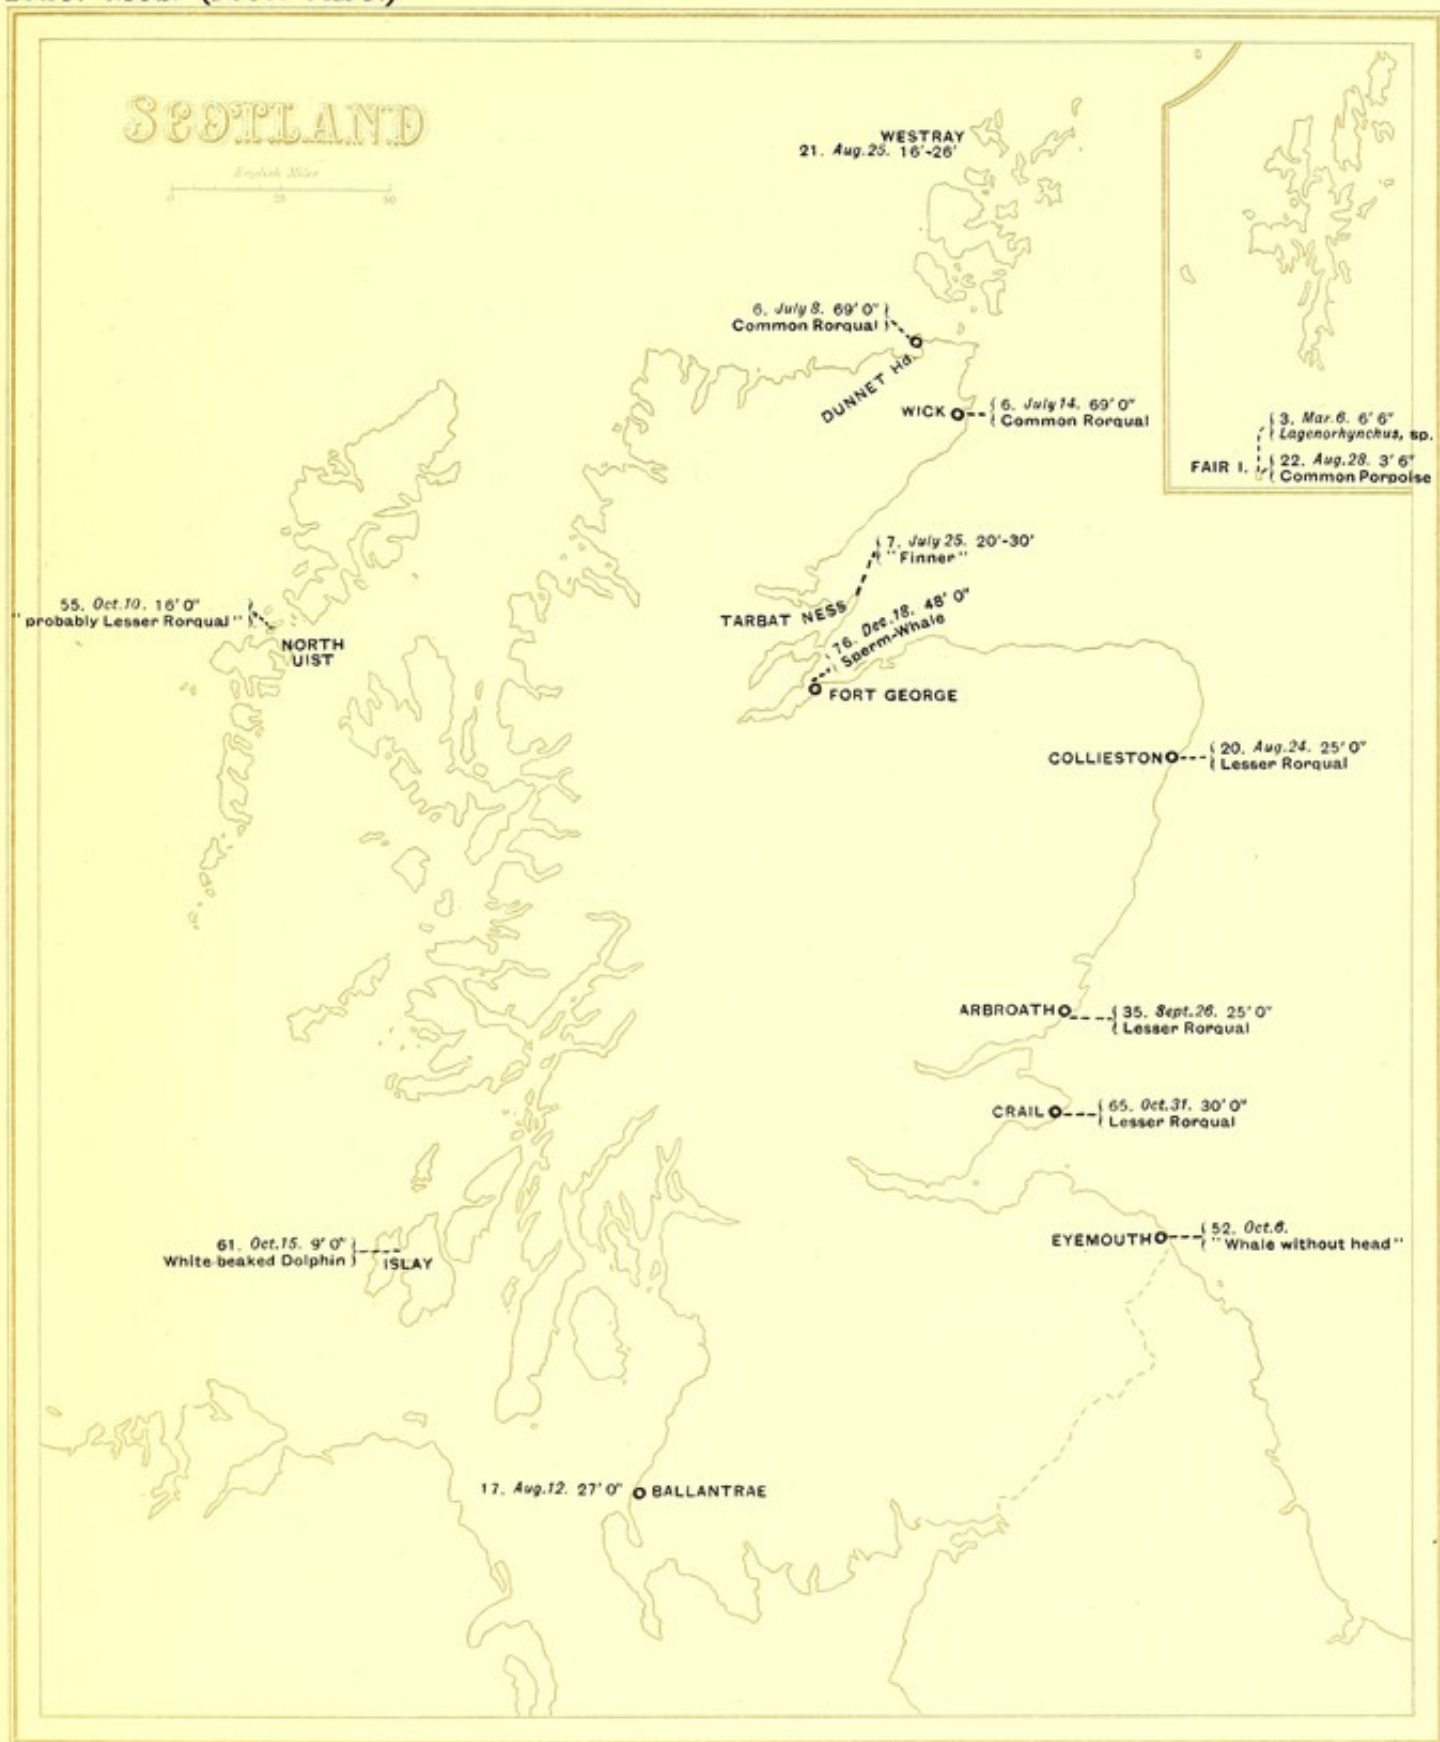 SCOTLAND
English Miles
0 25 50
WESTRAY
21. Aug.25. 16'-26'
6. July 8. 69' 0"
Common Rorqual
DUNNET Hd.
WICK
6. July 14. 69' 0"
Common Rorqual
3. Mar.6. 6' 6"
Lagenorhynchus, sp.
FAIR I.
22. Aug.28. 3' 6"
Common Porpoise
7. July 25. 20'-30'
"Finner"
TARBAT NESS
76. Dec.18. 48' 0"
Sperm-Whale
FORT GEORGE
55. Oct.10. 16' 0"
"probably Lesser Rorqual"
NORTH
UIST
COLLIESTON
20. Aug.24. 25' 0"
Lesser Rorqual
ARBROATH
35. Sept.26. 25' 0"
Lesser Rorqual
CRAIL
65. Oct.31. 30' 0"
Lesser Rorqual
EYEMOUTH
52. Oct.6.
"Whale without head"
61. Oct.15. 9' 0"
White-beaked Dolphin
ISLAY
17. Aug.12. 27' 0"
BALLANTRAE